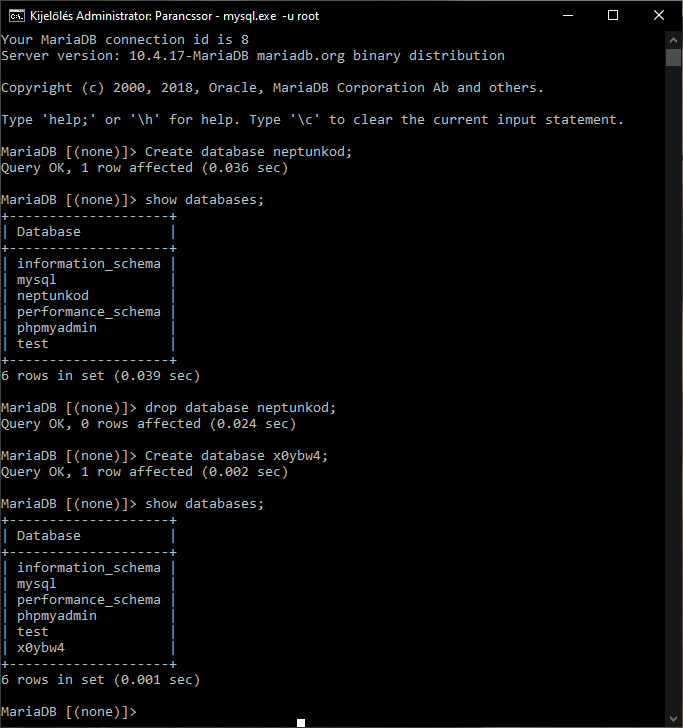 Kijelölés Administrator: Parancssor - mysql.exe  -u root
Your MariaDB connection id is 8
Server version: 10.4.17-MariaDB mariadb.org binary distribution
Copyright (c) 2000, 2018, Oracle, MariaDB Corporation Ab and others.
Type 'help;' or '\h' for help. Type '\c' to clear the current input statement.
MariaDB [(none)]> Create database neptunkod;
Query OK, 1 row affected (0.036 sec)
MariaDB [(none)]> show databases;
+--------------------+
| Database           |
+--------------------+
| information_schema |
| mysql              |
| neptunkod          |
| performance_schema |
| phpmyadmin         |
| test               |
+--------------------+
6 rows in set (0.039 sec)
MariaDB [(none)]> drop database neptunkod;
Query OK, 0 rows affected (0.024 sec)
MariaDB [(none)]> Create database x0ybw4;
Query OK, 1 row affected (0.002 sec)
MariaDB [(none)]> show databases;
+--------------------+
| Database           |
+--------------------+
| information_schema |
| mysql              |
| performance_schema |
| phpmyadmin         |
| test               |
| x0ybw4             |
+--------------------+
6 rows in set (0.001 sec)
MariaDB [(none)]>